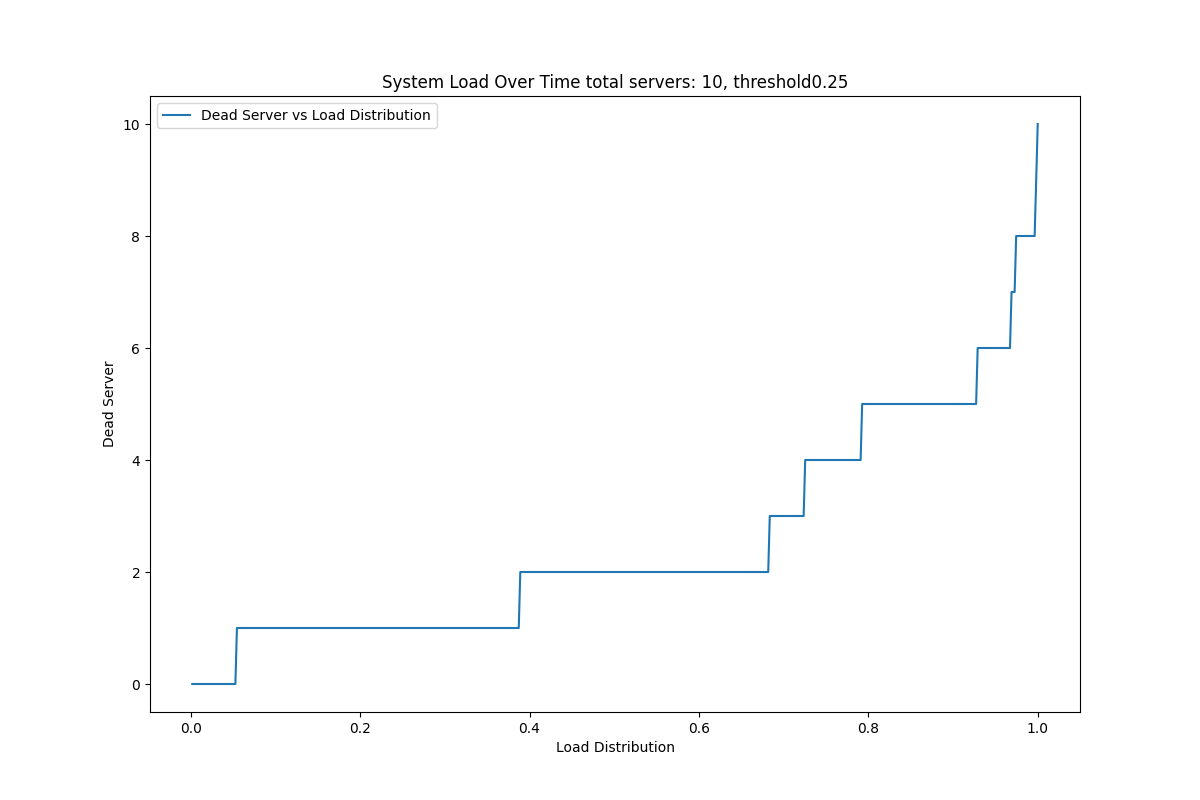 System Load Over Time total servers: 10, threshold0.25
Dead Server vs Load Distribution
10
8
6
4
2
0
Dead Server
0.0 0.2 0.4 0.6 0.8 1.0
Load Distribution